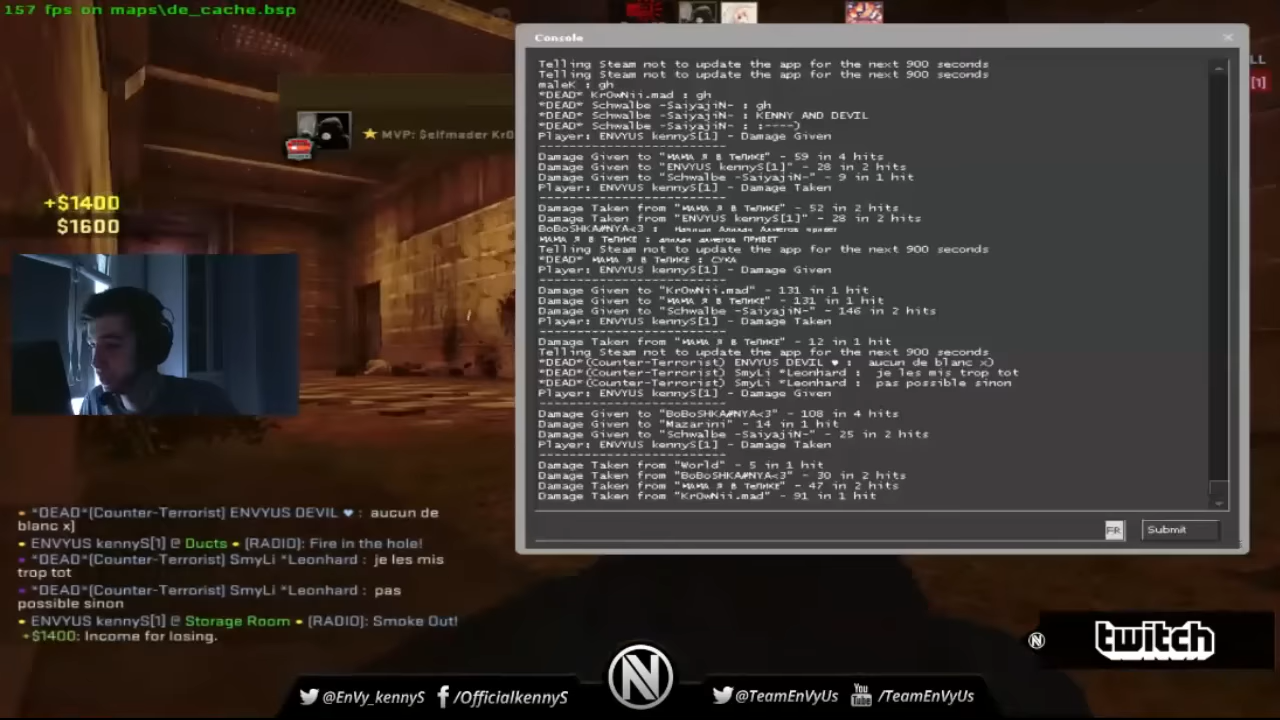 157 fps on maps\de_cache.bsp
Console
Telling Steam not to update the app for the next 900 seconds
Telling Steam not to update the app for the next 900 seconds
maleK : gh
*DEAD* Kr0wNii.mad : gh
*DEAD* Schwalbe -SaiyajiN- : gh
*DEAD* Schwalbe -SaiyajiN- : KENNY AND DEVIL
*DEAD* Schwalbe -SaiyajiN- : :----)
Player: ENVYUS kennyS[1] - Damage Given
-------------------------
Damage Given to "МАМА Я В ТеЛИКЕ" - 59 in 4 hits
Damage Given to "ENVYUS kennyS[1]" - 28 in 2 hits
Damage Given to "Schwalbe -SaiyajiN-" - 9 in 1 hit
Player: ENVYUS kennyS[1] - Damage Taken
-------------------------
Damage Taken from "МАМА Я В ТеЛИКЕ" - 52 in 2 hits
Damage Taken from "ENVYUS kennyS[1]" - 28 in 2 hits
BoBoSHKA#NYA<3 :
МАМА Я В ТеЛИКЕ : ПРИВЕТ
Telling Steam not to update the app for the next 900 seconds
*DEAD* МАМА Я В ТеЛИКЕ : СУКА
Player: ENVYUS kennyS[1] - Damage Given
-------------------------
Damage Given to "Kr0wNii.mad" - 131 in 1 hit
Damage Given to "МАМА Я В ТеЛИКЕ" - 131 in 1 hit
Damage Given to "Schwalbe -SaiyajiN-" - 146 in 2 hits
Player: ENVYUS kennyS[1] - Damage Taken
-------------------------
Damage Taken from "МАМА Я В ТеЛИКЕ" - 12 in 1 hit
Telling Steam not to update the app for the next 900 seconds
*DEAD*(Counter-Terrorist) ENVYUS DEVIL ♥ : aucun de blanc x)
*DEAD*(Counter-Terrorist) SmyLi *Leonhard : je les mis trop tot
*DEAD*(Counter-Terrorist) SmyLi *Leonhard : pas possible sinon
Player: ENVYUS kennyS[1] - Damage Given
-------------------------
Damage Given to "BoBoSHKA#NYA<3" - 108 in 4 hits
Damage Given to "Mazarini" - 14 in 1 hit
Damage Given to "Schwalbe -SaiyajiN-" - 25 in 2 hits
Player: ENVYUS kennyS[1] - Damage Taken
-------------------------
Damage Taken from "World" - 5 in 1 hit
Damage Taken from "BoBoSHKA#NYA<3" - 30 in 2 hits
Damage Taken from "МАМА Я В ТеЛИКЕ" - 47 in 2 hits
Damage Taken from "Kr0wNii.mad" - 91 in 1 hit
FR
Submit
LL
[1]
★ MVP: $elfmader Kr0
+$1400
$1600
• *DEAD*[Counter-Terrorist] ENVYUS DEVIL ♥ : aucun de
blanc x]
• ENVYUS kennyS[1] @ Ducts • [RADIO]: Fire in the hole!
• *DEAD*[Counter-Terrorist] SmyLi *Leonhard : je les mis
trop tot
• *DEAD*[Counter-Terrorist] SmyLi *Leonhard : pas
possible sinon
• ENVYUS kennyS[1] @ Storage Room • [RADIO]: Smoke Out!
+$1400: Income for losing.
twitch
@EnVy_kennyS
/OfficialkennyS
@TeamEnVyUs
You Tube /TeamEnVyUs